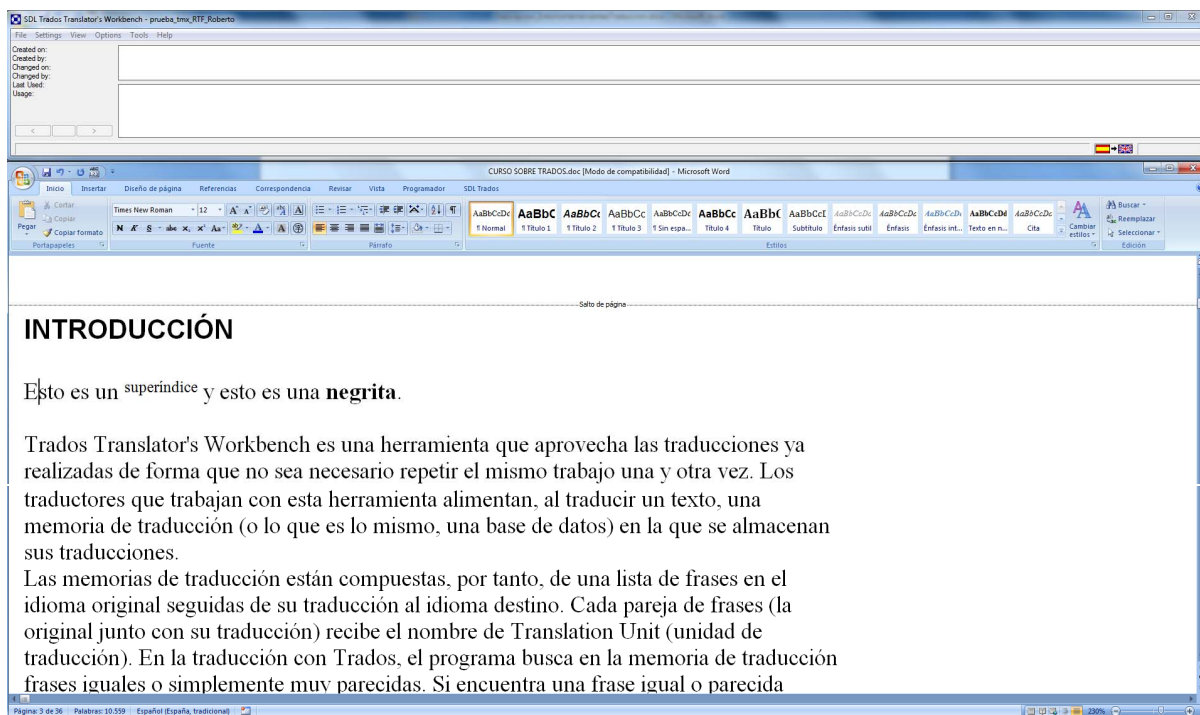 SDL Trados Translator's Workbench - prueba_tmx_RTF_Roberto
File Settings View Options Tools Help
Created on:
Created by:
Changed on:
Changed by:
Last Used:
Usage:
CURSO SOBRE TRADOS.doc [Modo de compatibilidad] - Microsoft Word
Inicio Insertar Diseño de página Referencias Correspondencia Revisar Vista Programador SDL Trados
Pegar
Cortar
Copiar
Copiar formato
Portapapeles
Times New Roman 12
N K S abc x₂ x² Aa
Fuente
Párrafo
AaBbCcDc AaBbC AaBbCc AaBbCc AaBbCcDc AaBbCc AaBb( AaBbCcI AaBbCcDc AaBbCcDc AaBbCcDc AaBbCcDd AaBbCcDc
¶ Normal ¶ Título 1 ¶ Título 2 ¶ Título 3 ¶ Sin espa... Título 4 Título Subtítulo Énfasis sutil Énfasis Énfasis int... Texto en n... Cita
Cambiar estilos
Estilos
Buscar
Reemplazar
Seleccionar
Edición
Salto de página
INTRODUCCIÓN
Esto es un superíndice y esto es una negrita.
Trados Translator's Workbench es una herramienta que aprovecha las traducciones ya
realizadas de forma que no sea necesario repetir el mismo trabajo una y otra vez. Los
traductores que trabajan con esta herramienta alimentan, al traducir un texto, una
memoria de traducción (o lo que es lo mismo, una base de datos) en la que se almacenan
sus traducciones.
Las memorias de traducción están compuestas, por tanto, de una lista de frases en el
idioma original seguidas de su traducción al idioma destino. Cada pareja de frases (la
original junto con su traducción) recibe el nombre de Translation Unit (unidad de
traducción). En la traducción con Trados, el programa busca en la memoria de traducción
frases iguales o simplemente muy parecidas. Si encuentra una frase igual o parecida
Página: 3 de 36 Palabras: 10.559 Español (España, tradicional) 230%